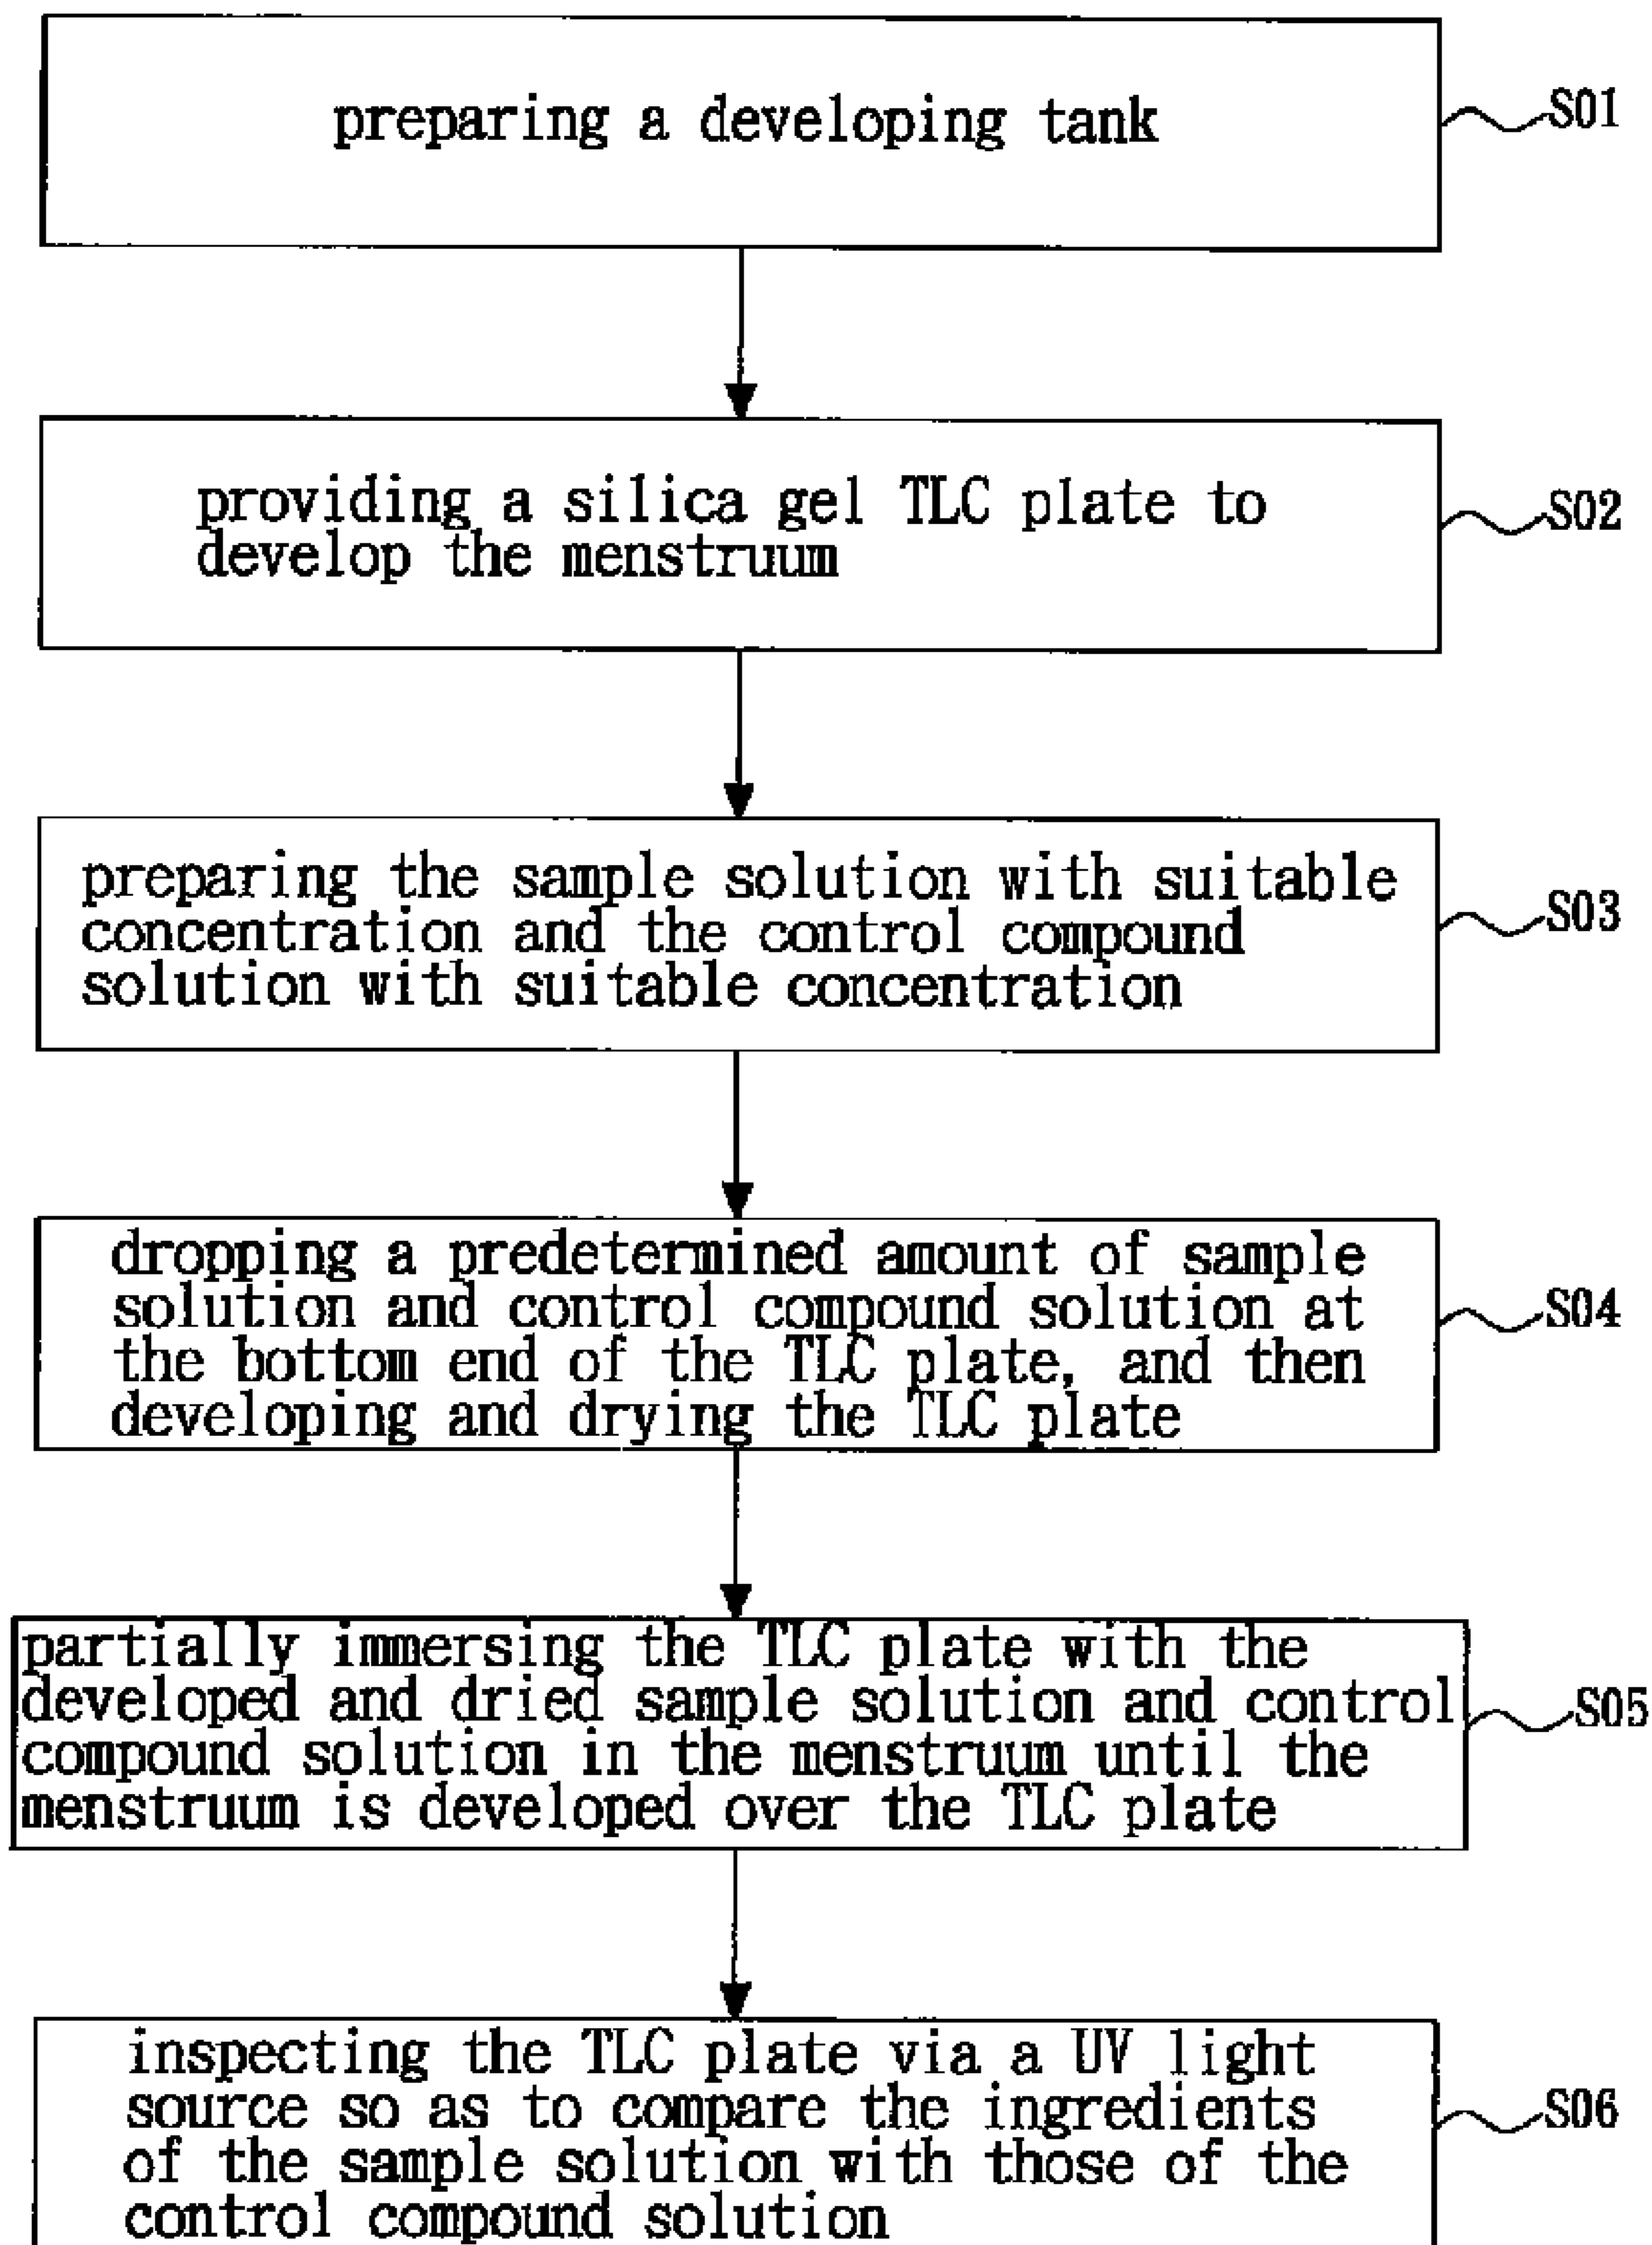 preparing a developing tank
S01
providing a silica gel TLC plate to
develop the menstruum
S02
preparing the sample solution with suitable
concentration and the control compound
solution with suitable concentration
S03
dropping a predetermined amount of sample
solution and control compound solution at
the bottom end of the TLC plate, and then
developing and drying the TLC plate
S04
partially immersing the TLC plate with the
developed and dried sample solution and control
compound solution in the menstruum until the
menstruum is developed over the TLC plate
S05
inspecting the TLC plate via a UV light
source so as to compare the ingredients
of the sample solution with those of the
control compound solution
S06